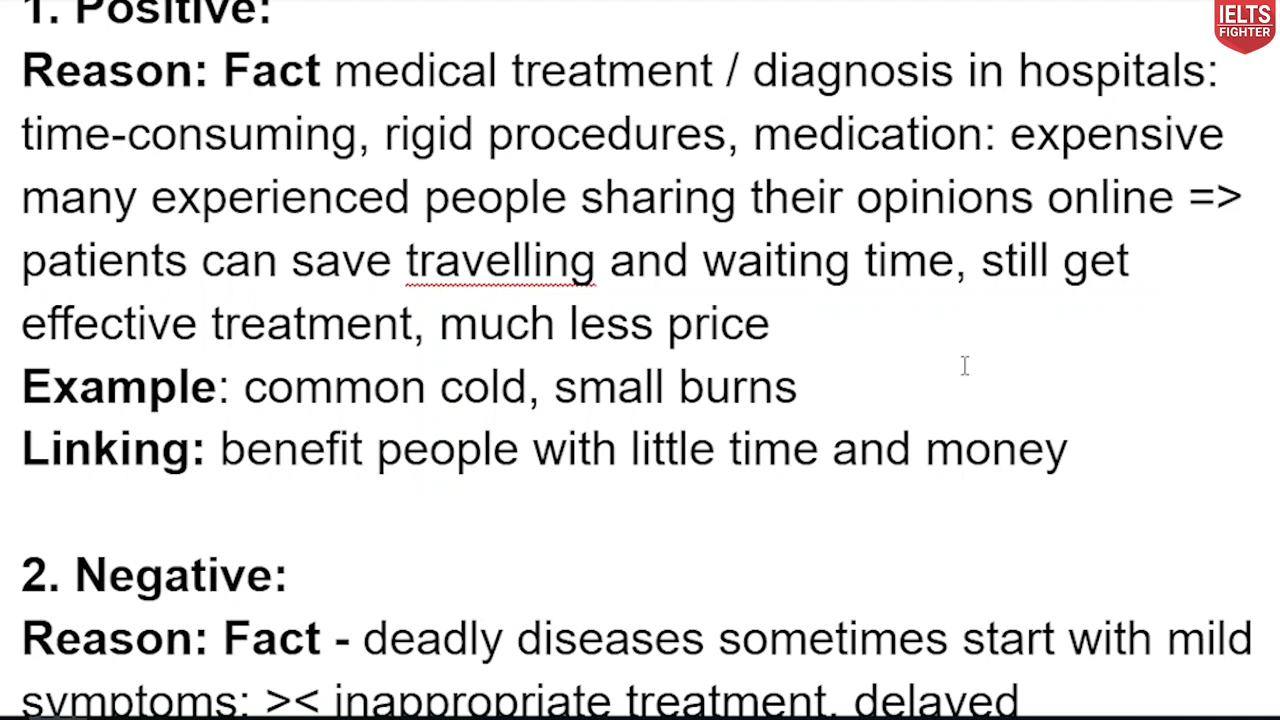 1. Positive:
IELTS
FIGHTER
Reason: Fact medical treatment / diagnosis in hospitals:
time-consuming, rigid procedures, medication: expensive
many experienced people sharing their opinions online =>
patients can save travelling and waiting time, still get
effective treatment, much less price
Example: common cold, small burns
Linking: benefit people with little time and money
2. Negative:
Reason: Fact - deadly diseases sometimes start with mild
symptoms: >< inappropriate treatment, delayed